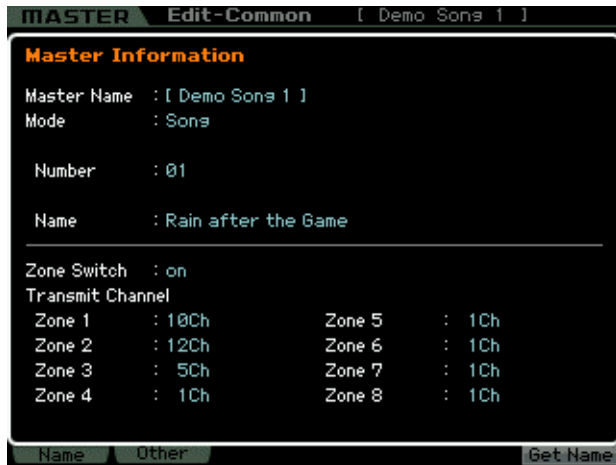 MASTER Edit-Common [ Demo Song 1 ]
Master Information
Master Name : [ Demo Song 1 ]
Mode : Song
Number : 01
Name : Rain after the Game
Zone Switch : on
Transmit Channel
Zone 1 : 10Ch Zone 5 : 1Ch
Zone 2 : 12Ch Zone 6 : 1Ch
Zone 3 : 5Ch Zone 7 : 1Ch
Zone 4 : 1Ch Zone 8 : 1Ch
Name Other Get Name